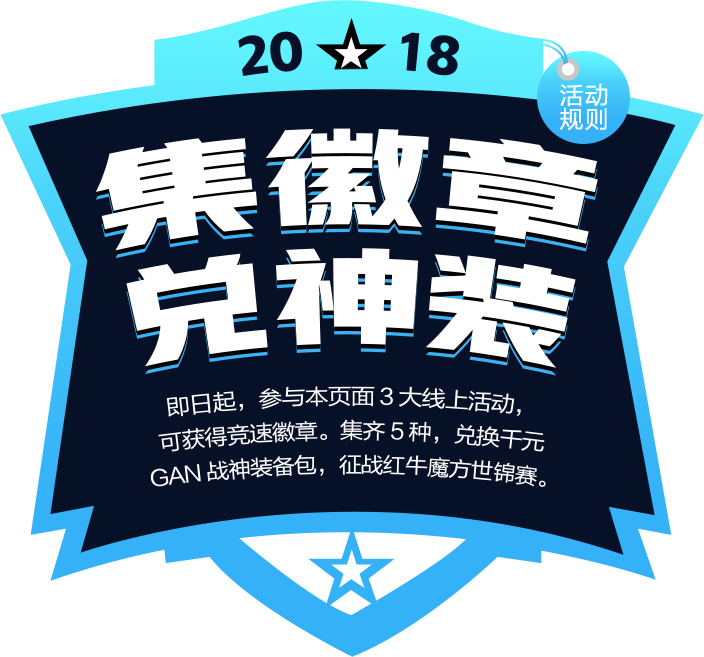 2018
活动
规则
集徽章
兑神装
即日起，参与本页面 3 大线上活动，
可获得竞速徽章。集齐 5 种，兑换千元
GAN 战神装备包，征战红牛魔方世锦赛。